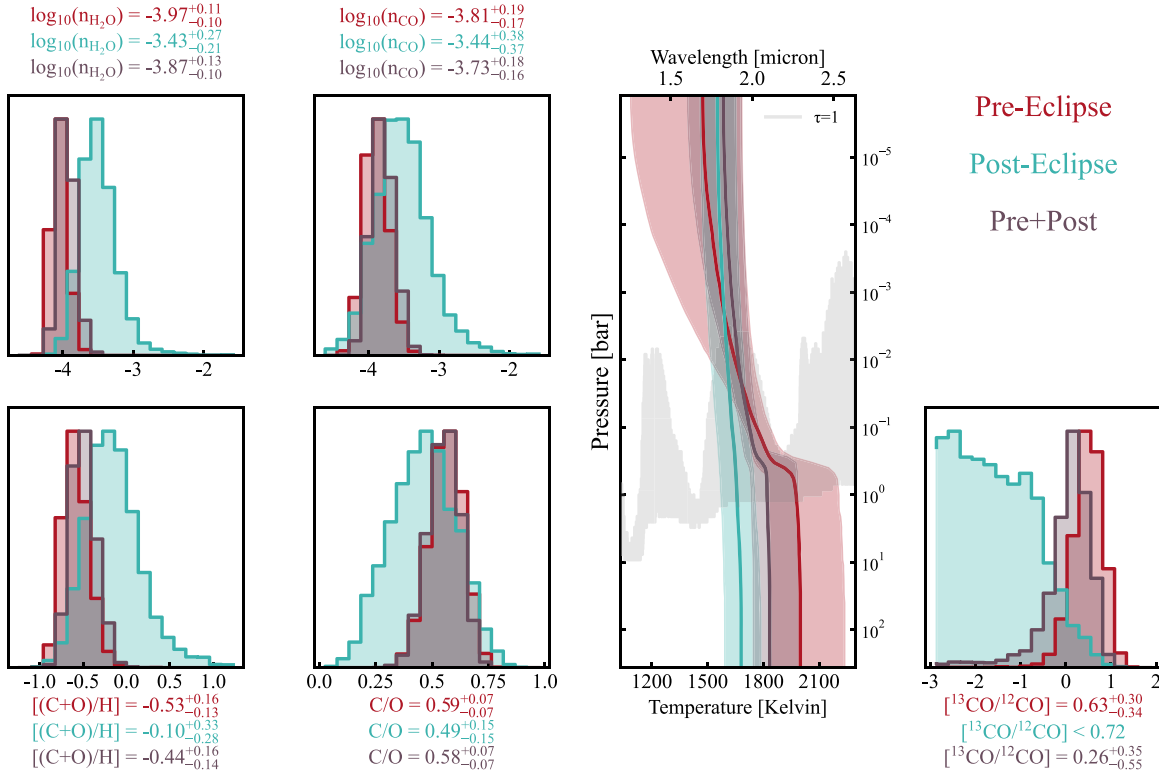 log₁₀(n_H₂O) = -3.97 +0.11 −0.10
log₁₀(n_H₂O) = -3.43 +0.27 −0.21
log₁₀(n_H₂O) = -3.87 +0.13 −0.10
log₁₀(n_CO) = -3.81 +0.19 −0.17
log₁₀(n_CO) = -3.44 +0.38 −0.37
log₁₀(n_CO) = -3.73 +0.18 −0.16
-4 -3 -2
-4 -3 -2
Wavelength [micron]
1.5 2.0 2.5
τ=1
Pressure [bar]
10⁻⁵
10⁻⁴
10⁻³
10⁻²
10⁻¹
10⁰
10¹
10²
1200 1500 1800 2100
Temperature [Kelvin]
Pre-Eclipse
Post-Eclipse
Pre+Post
-1.0 -0.5 0.0 0.5 1.0
[(C+O)/H] = -0.53 +0.16 −0.13
[(C+O)/H] = -0.10 +0.33 −0.28
[(C+O)/H] = -0.44 +0.16 −0.14
0.0 0.25 0.5 0.75 1.0
C/O = 0.59 +0.07 −0.07
C/O = 0.49 +0.15 −0.15
C/O = 0.58 +0.07 −0.07
-3 -2 -1 0 1 2
[¹³CO/¹²CO] = 0.63 +0.30 −0.34
[¹³CO/¹²CO] < 0.72
[¹³CO/¹²CO] = 0.26 +0.35 −0.55